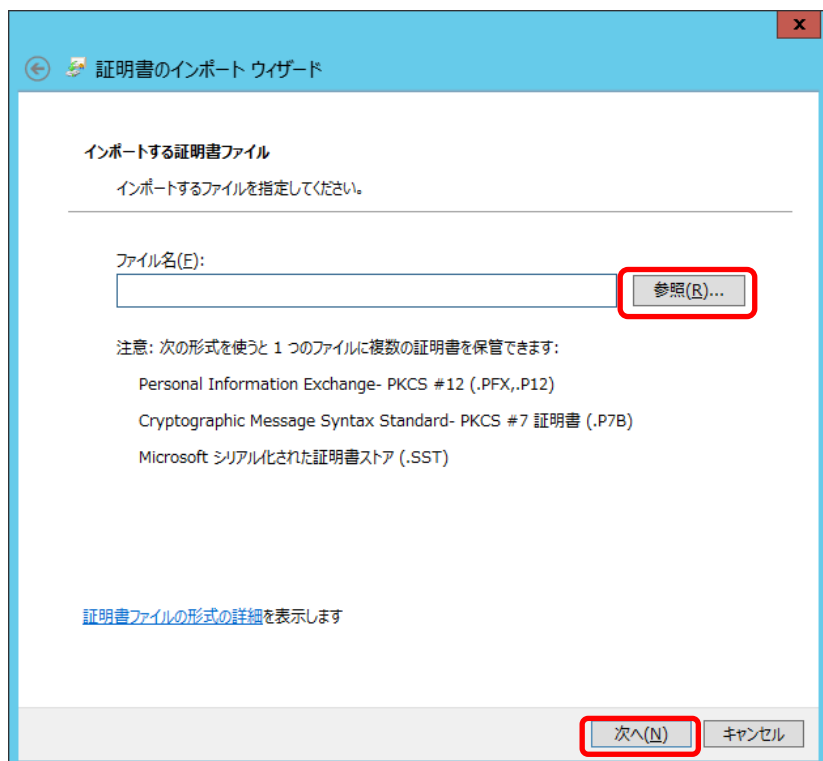 x
証明書のインポート ウィザード
インポートする証明書ファイル
インポートするファイルを指定してください。
ファイル名(F):
参照(R)...
注意: 次の形式を使うと 1 つのファイルに複数の証明書を保管できます:
Personal Information Exchange- PKCS #12 (.PFX,.P12)
Cryptographic Message Syntax Standard- PKCS #7 証明書 (.P7B)
Microsoft シリアル化された証明書ストア (.SST)
証明書ファイルの形式の詳細を表示します
次へ(N) キャンセル